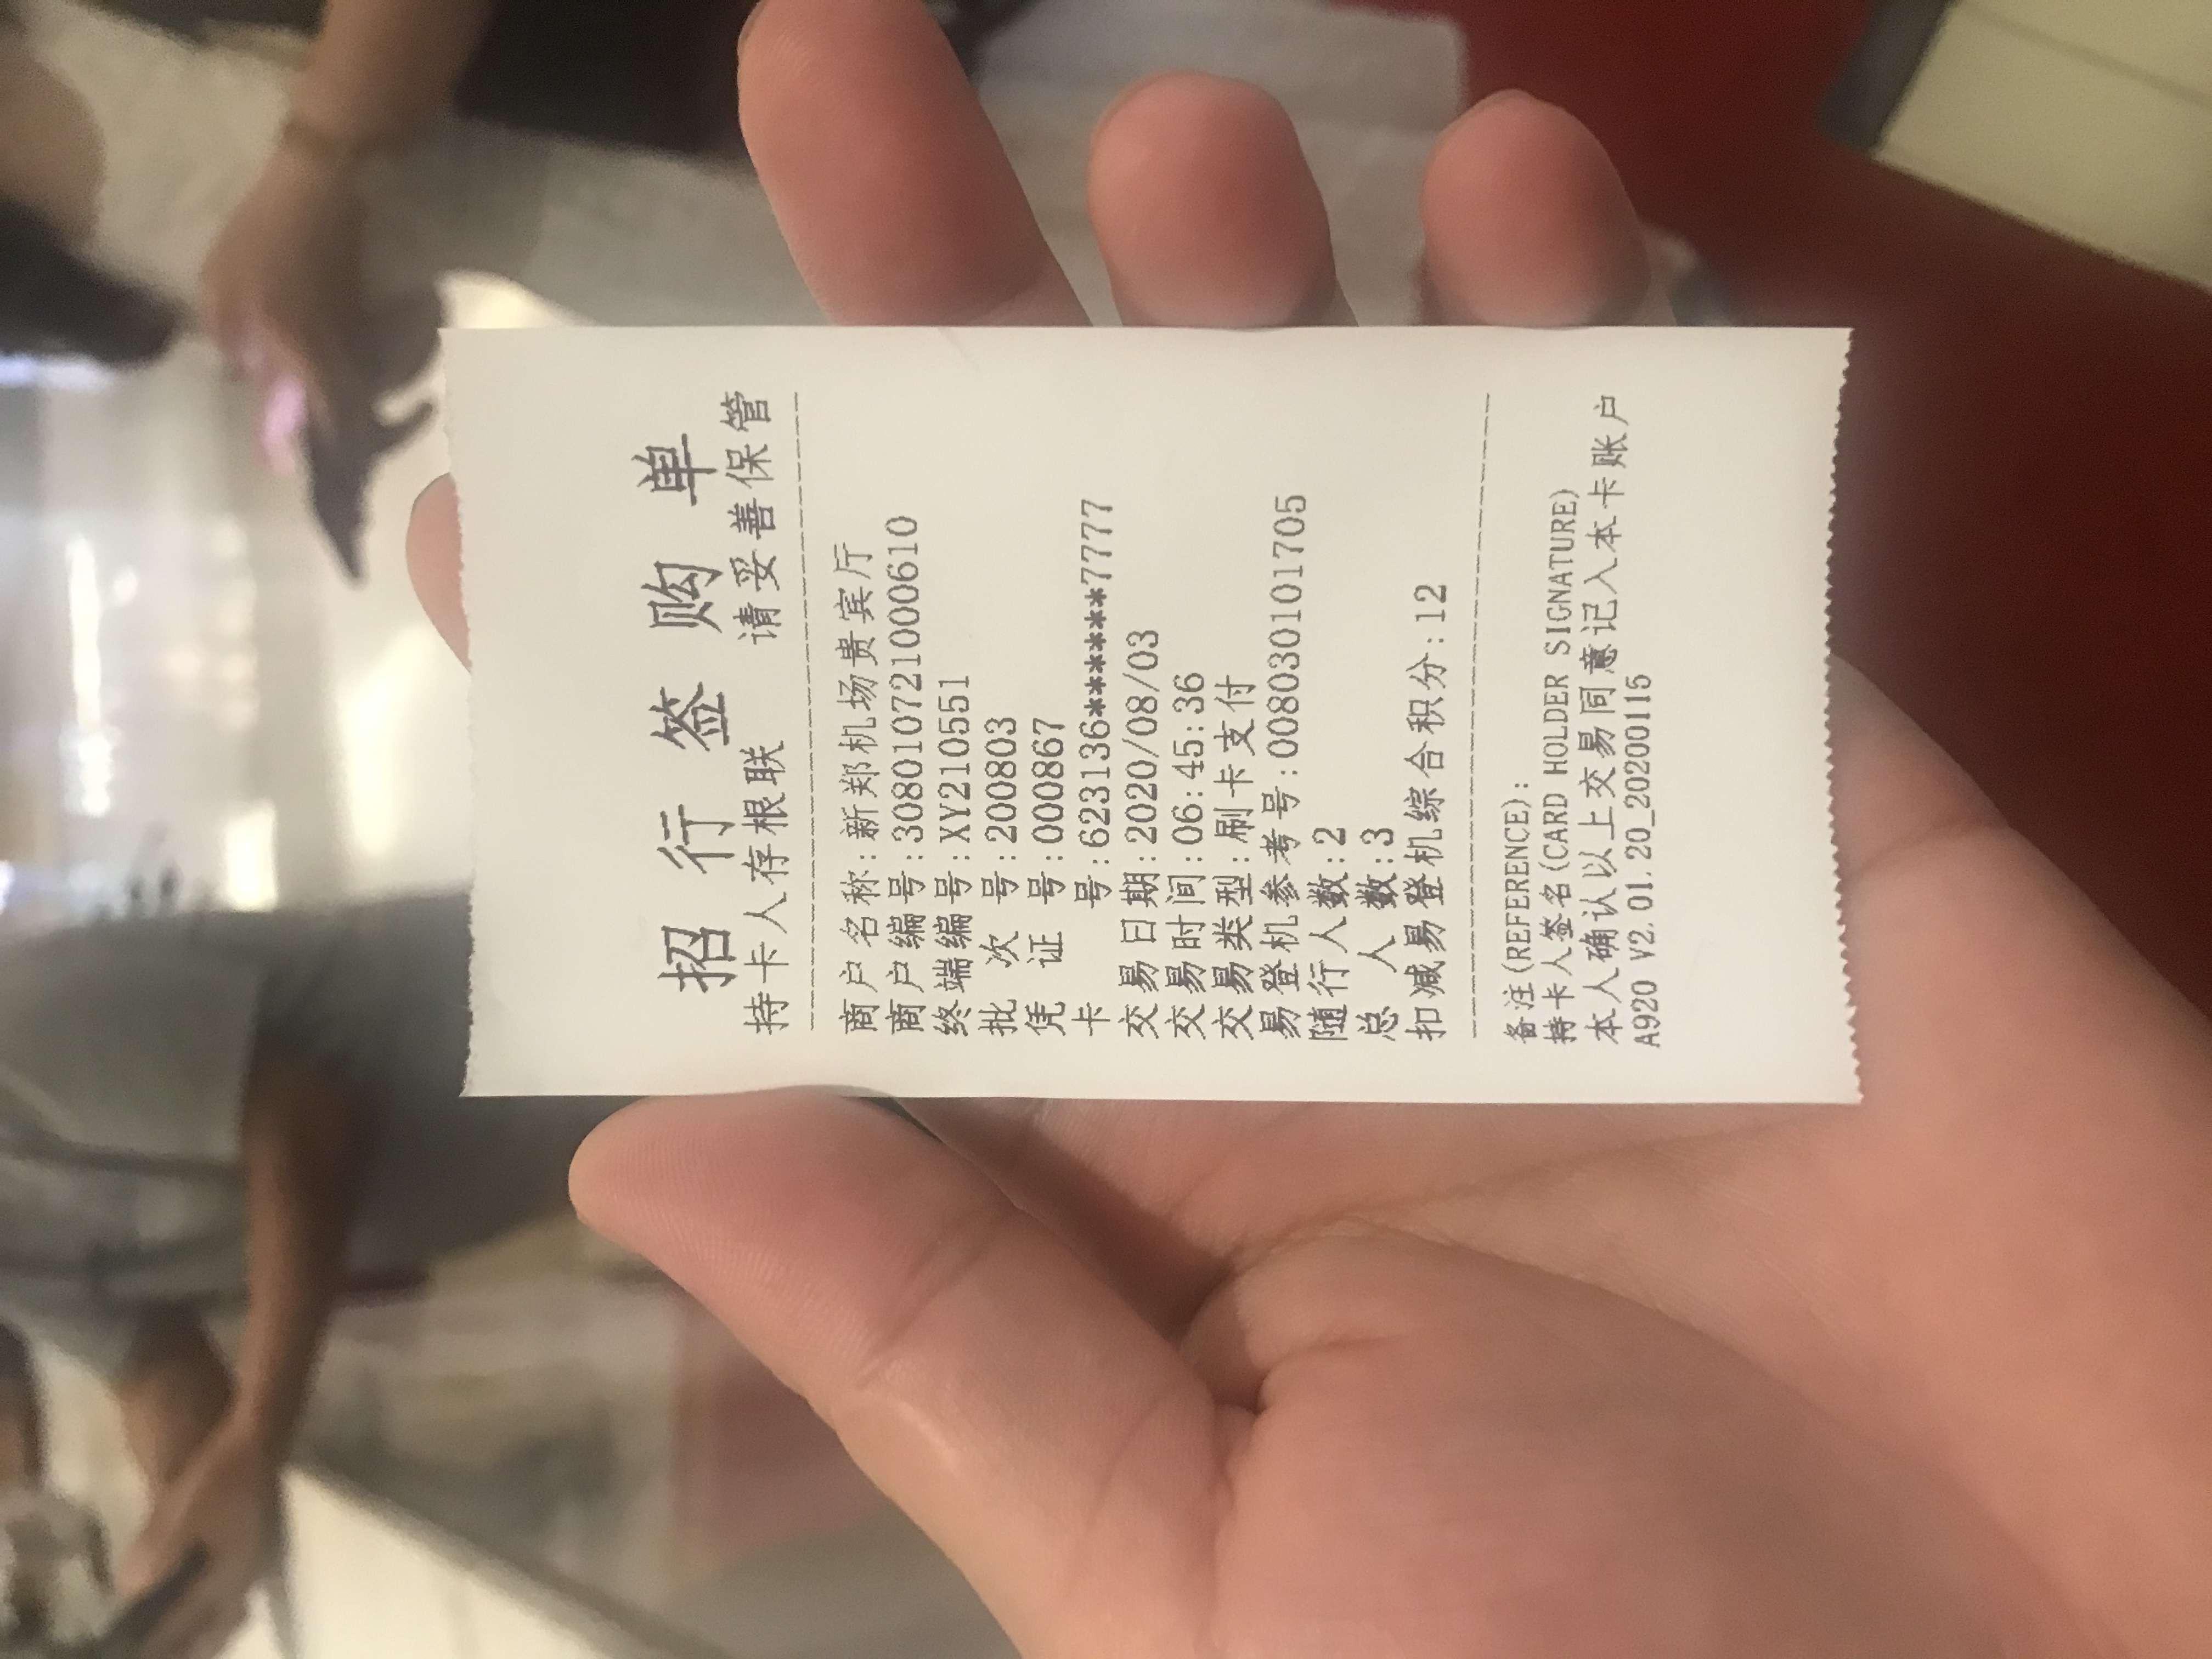 招行签购单
持卡人存根联 请妥善保管
商户名称:新郑机场贵宾厅
商户编号:308010721000610
终端编号:XY210551
批次号:200803
凭证号:000867
卡号:623136*******7777
交易日期:2020/08/03
交易时间:06:45:36
交易类型:刷卡支付
易登机参考号:0080301101705
随行人数:2
总人数:3
扣减易登机综合积分:12
备注(REFERENCE):
持卡人签名(CARD HOLDER SIGNATURE)
本人确认以上交易同意记入本卡账户
A920 V2.01.20_20200115